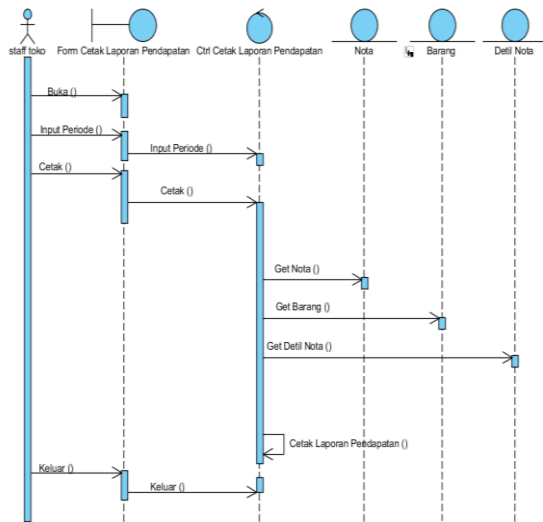 staff toko
Form Cetak Laporan Pendapatan
Ctrl Cetak Laporan Pendapatan
Nota
Barang
Detil Nota
Buka ()
Input Periode ()
Input Periode ()
Cetak ()
Cetak ()
Get Nota ()
Get Barang ()
Get Detil Nota ()
Cetak Laporan Pendapatan ()
Keluar ()
Keluar ()